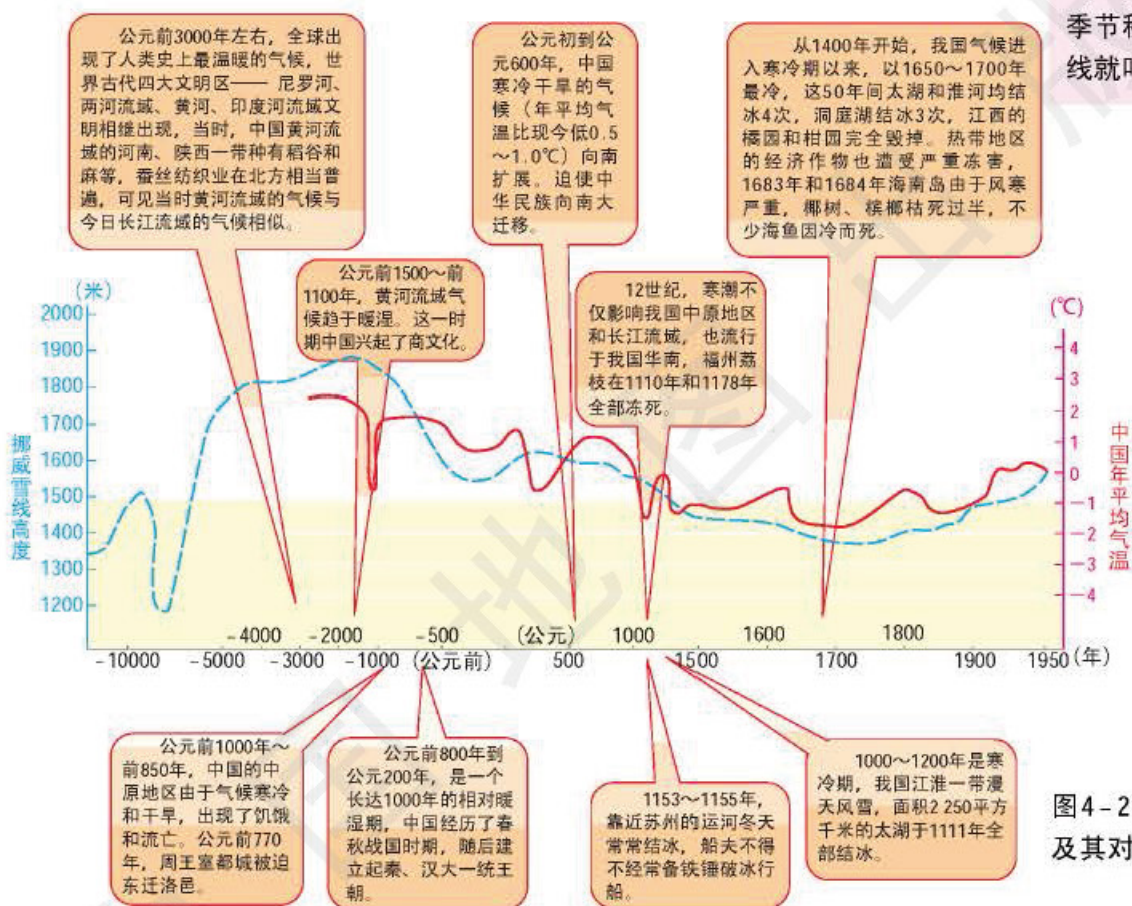 公元前3000年左右，全球出
现了人类史上最温暖的气候，世
界古代四大文明区—— 尼罗河、
两河流域、黄河、印度河流域文
明相继出现，当时，中国黄河流
域的河南、陕西一带种有稻谷和
麻等，蚕丝纺织业在北方相当普
遍，可见当时黄河流域的气候与
今日长江流域的气候相似。
公元初到公
元600年，中国
寒冷干旱的气
候（年平均气
温比现今低0.5
～1.0℃）向南
扩展。迫使中
华民族向南大
迁移。
从1400年开始，我国气候进
入寒冷期以来，以1650～1700年
最冷，这50年间太湖和淮河均结
冰4次，洞庭湖结冰3次，江西的
橘园和柑园完全毁掉。热带地区
的经济作物也遭受严重冻害，
1683年和1684年海南岛由于风寒
严重，椰树、槟榔枯死过半，不
少海鱼因冷而死。
线就
公元前1500～前
1100年，黄河流域气
候趋于暖湿。这一时
期中国兴起了商文化。
12世纪，寒潮不
仅影响我国中原地区
和长江流域，也流行
于我国华南，福州荔
枝在1110年和1178年
全部冻死。
（米）
2000
1900
1800
1700
1600
1500
1400
1300
1200
挪威雪线高度
(℃)
4
3
2
1
0
-1
-2
-3
-4
中国年平均气温
-4000 -2000 -500 （公元） 1000 1600 1800
-10000 -5000 -3000 -1000 (公元前) 500 1500 1700 1900 1950 (年)
公元前1000年～
前850年，中国的中
原地区由于气候寒冷
和干旱，出现了饥饿
和流亡。公元前770
年，周王室都城被迫
东迁洛邑。
公元前800年到
公元200年，是一个
长达1000年的相对暖
湿期，中国经历了春
秋战国时期，随后建
立起秦、汉大一统王
朝。
1153～1155年，
靠近苏州的运河冬天
常常结冰，船夫不得
不经常备铁锤破冰行
船。
1000～1200年是寒
冷期，我国江淮一带漫
天风雪，面积2 250平方
千米的太湖于1111年全
部结冰。
图4-2
及其对
季节